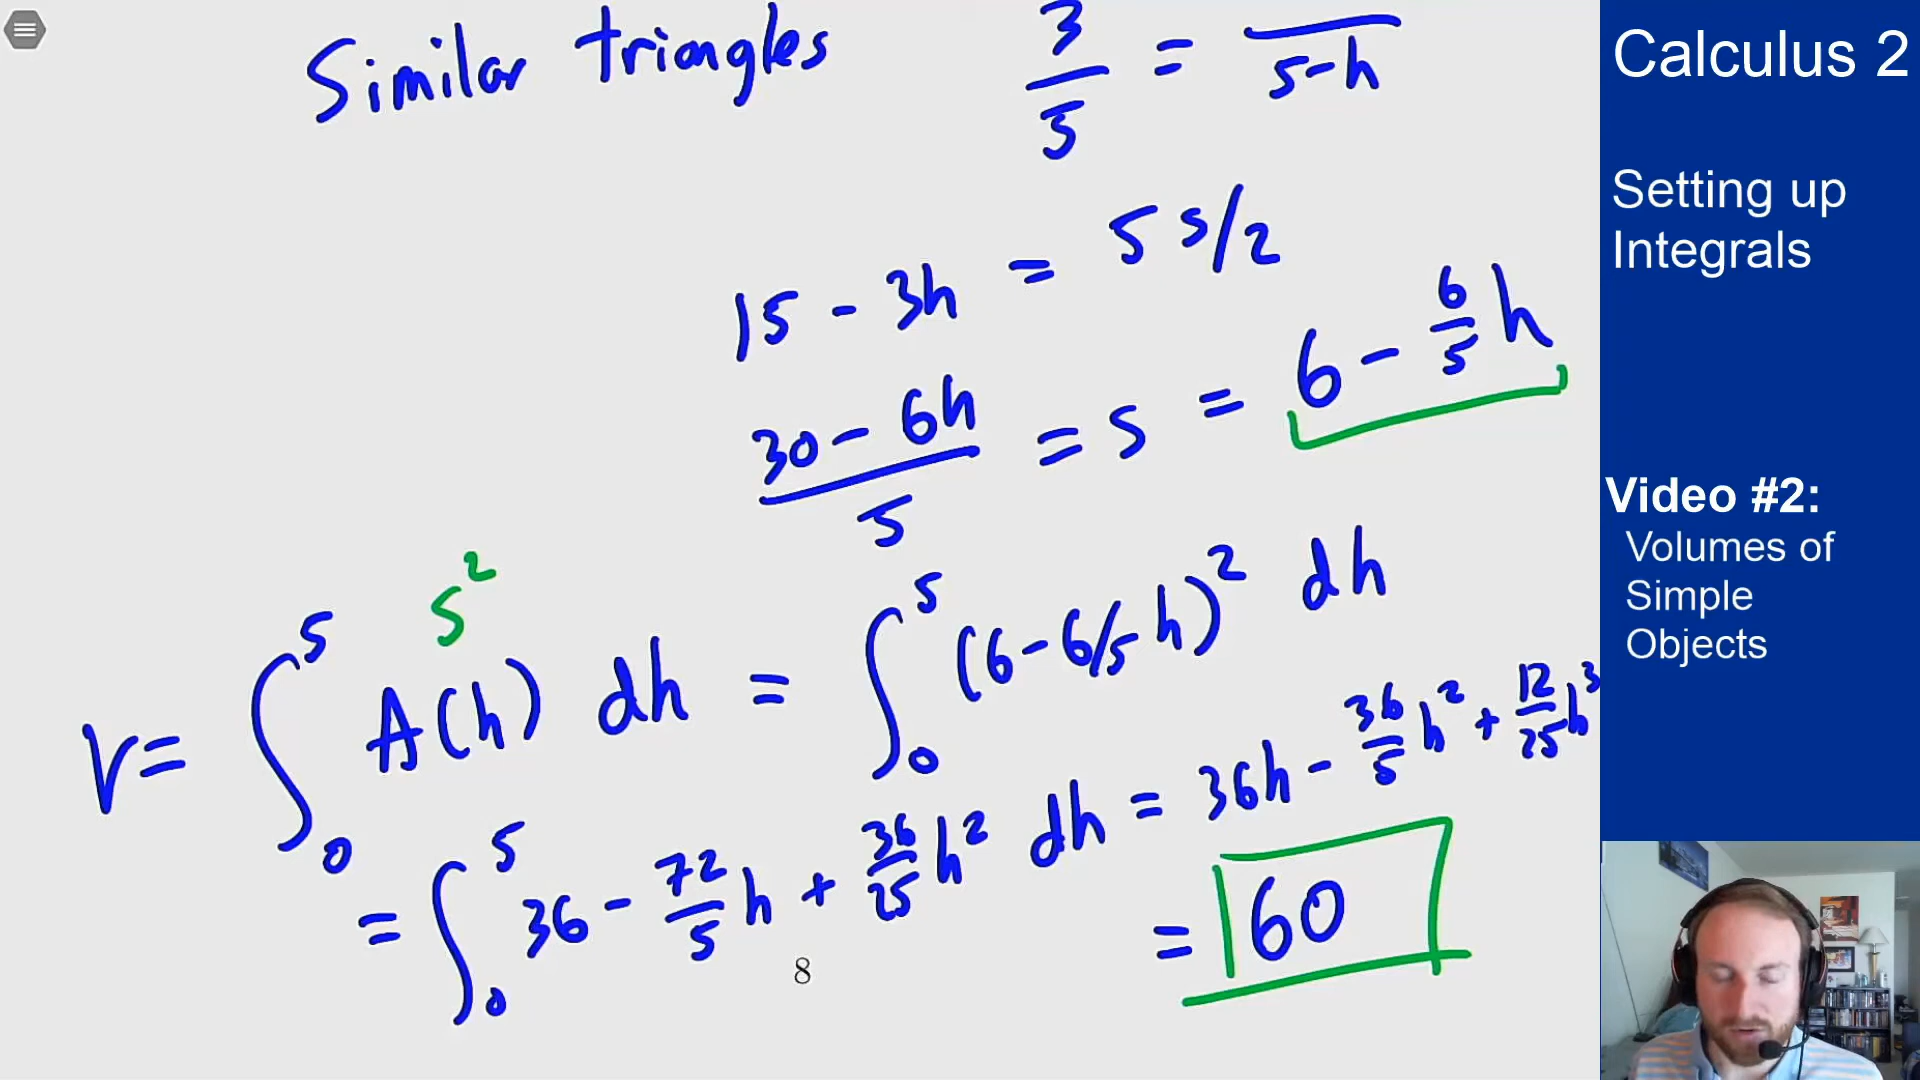 Similar triangles 3/5 = /(5-h)
15 - 3h = 5 s/2
(30 - 6h)/5 = s = 6 - 6/5 h
s²
V = ∫₀⁵ A(h) dh = ∫₀⁵ (6 - 6/5 h)² dh
= ∫₀⁵ 36 - 72/5 h + 36/25 h² dh = 36h - 36/5 h² + 12/25 h³
= 60
8
Calculus 2
Setting up
Integrals
Video #2:
Volumes of
Simple
Objects